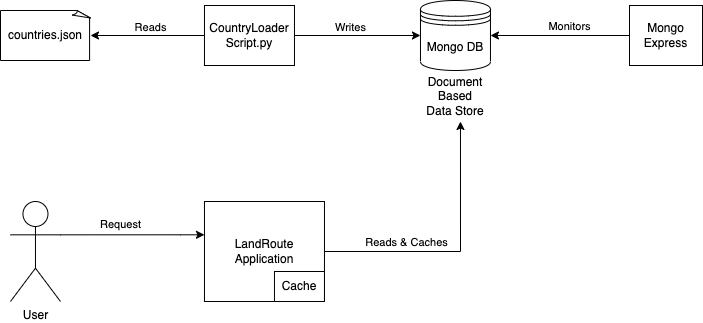 countries.json
Reads
CountryLoader
Script.py
Writes
Mongo DB
Monitors
Mongo
Express
Document
Based
Data Store
Request
LandRoute
Application
Cache
Reads & Caches
User